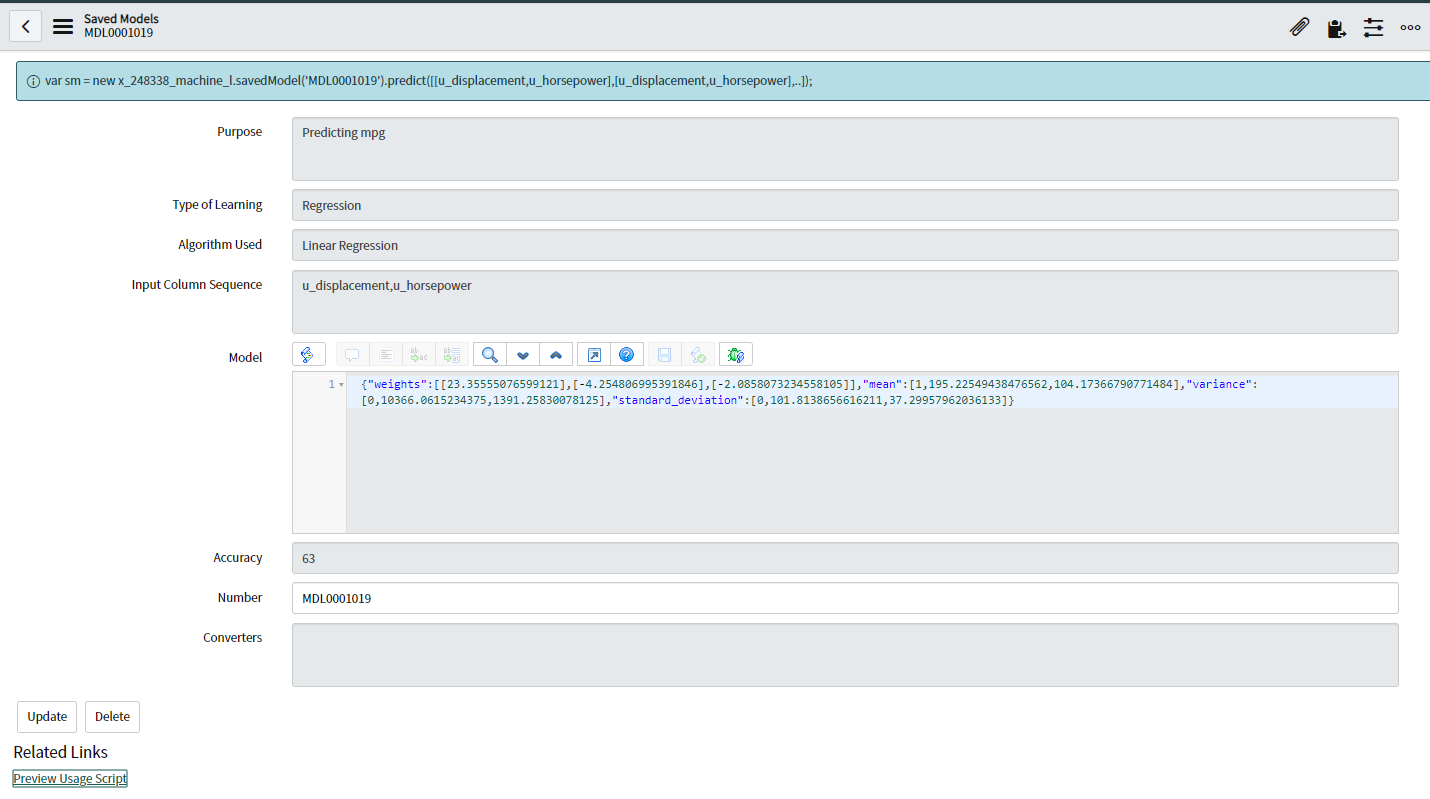 Saved Models
MDL0001019
var sm = new x_248338_machine_l.savedModel('MDL0001019').predict([[u_displacement,u_horsepower],[u_displacement,u_horsepower],..]);
Purpose
Predicting mpg
Type of Learning
Regression
Algorithm Used
Linear Regression
Input Column Sequence
u_displacement,u_horsepower
Model
1
{"weights":[[23.35555076599121],[-4.254806995391846],[-2.0858073234558105]],"mean":[1,195.22549438476562,104.17366790771484],"variance":
[0,10366.0615234375,1391.25830078125],"standard_deviation":[0,101.8138656616211,37.29957962036133]}
Accuracy
63
Number
MDL0001019
Converters
Update Delete
Related Links
Preview Usage Script